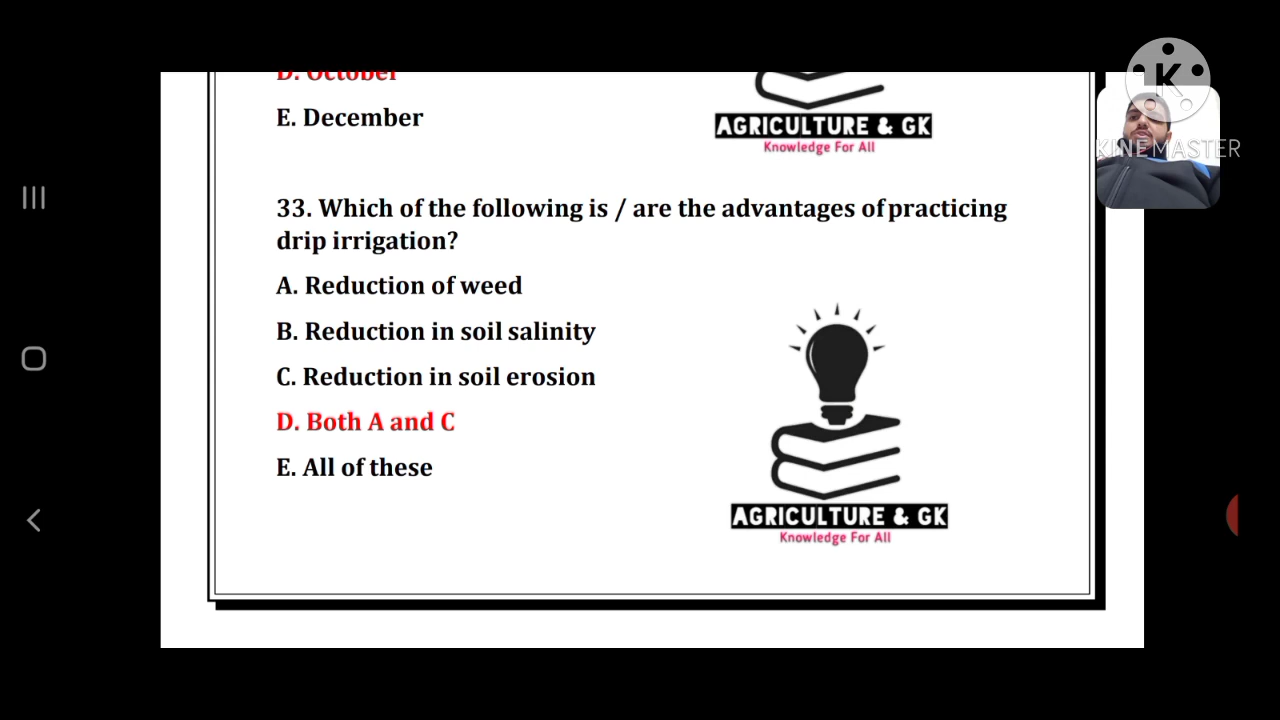 D. October
E. December
AGRICULTURE & GK
Knowledge For All
K
KINEMASTER
33. Which of the following is / are the advantages of practicing
drip irrigation?
A. Reduction of weed
B. Reduction in soil salinity
C. Reduction in soil erosion
D. Both A and C
E. All of these
AGRICULTURE & GK
Knowledge For All